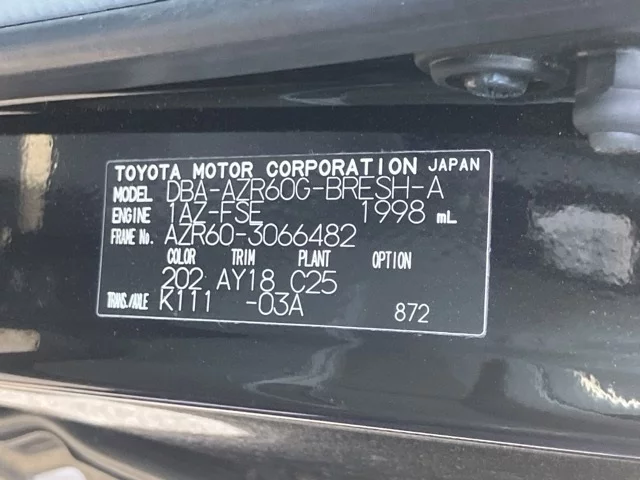 TOYOTA MOTOR CORPORATION JAPAN
MODEL DBA-AZR60G-BRESH-A
ENGINE 1AZ-FSE 1998 mL
FRAME No. AZR60-3066482
COLOR TRIM PLANT OPTION
202 AY18 C25
TRANS./AXLE K111 -03A
872